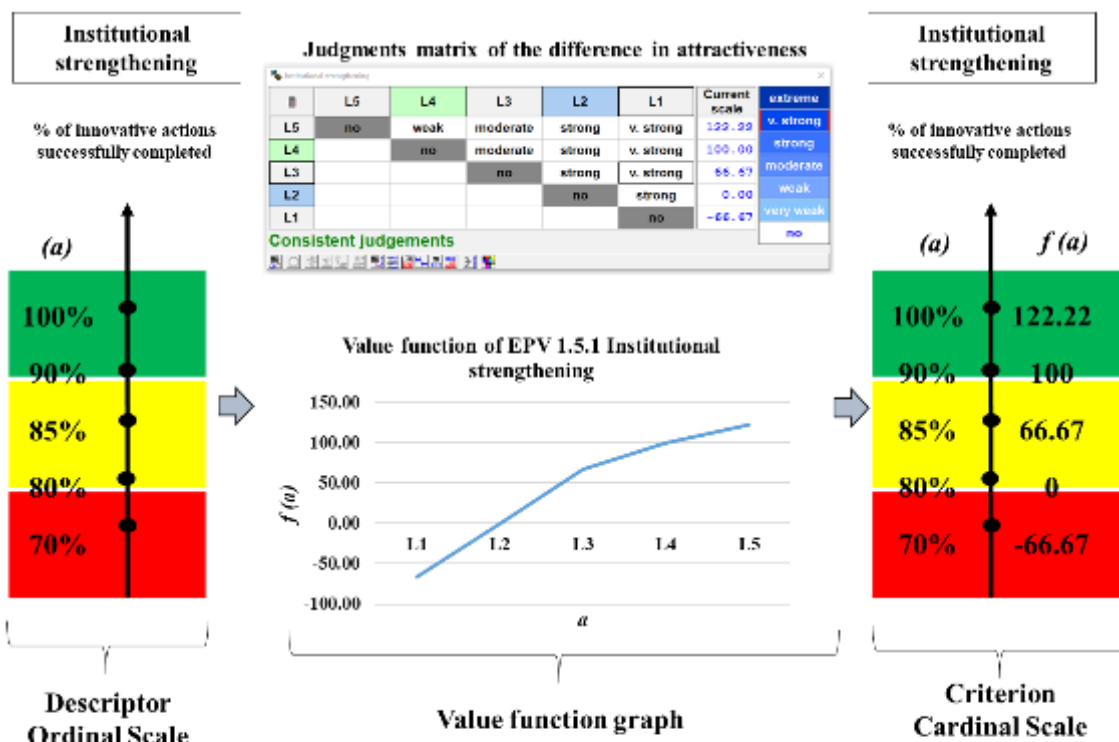 Institutional
strengthening
% of innovative actions
successfully completed
(a)
100%
90%
85%
80%
70%
Descriptor
Ordinal Scale
Judgments matrix of the difference in attractiveness
Institutional strengthening
L5 L4 L3 L2 L1 Current scale
L5 no weak moderate strong v. strong 122.22
L4 no moderate strong v. strong 100.00
L3 no strong v. strong 66.67
L2 no strong 0.00
L1 no -66.67
extreme
v. strong
strong
moderate
weak
very weak
no
Consistent judgements
Value function of EPV 1.5.1 Institutional
strengthening
150.00
100.00
50.00
0.00
-50.00
-100.00
f (a)
L1 L2 L3 L4 L5
a
Value function graph
Institutional
strengthening
% of innovative actions
successfully completed
(a) f (a)
100% 122.22
90% 100
85% 66.67
80% 0
70% -66.67
Criterion
Cardinal Scale